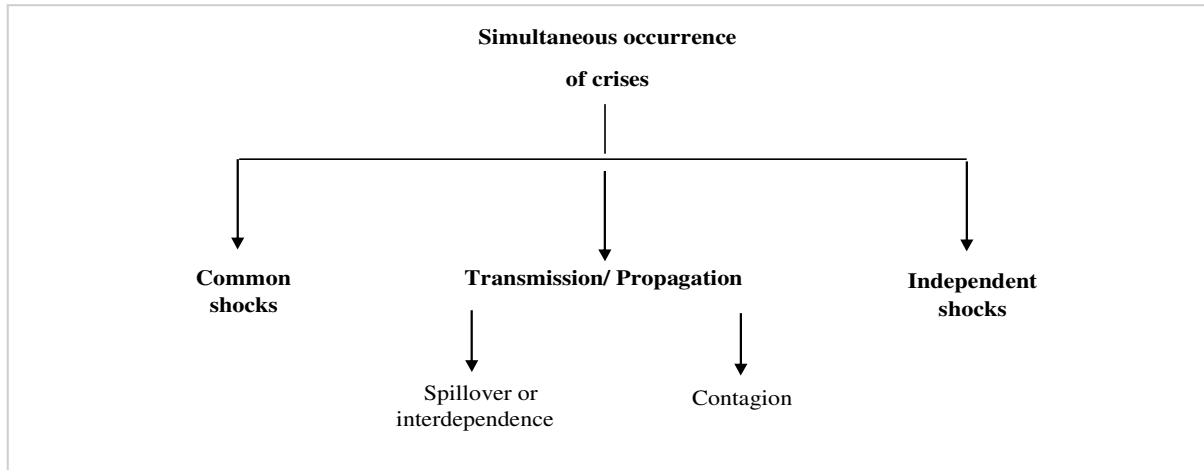 Simultaneous occurrence
of crises
Common
shocks
Transmission/ Propagation
Independent
shocks
Spillover or
interdependence
Contagion